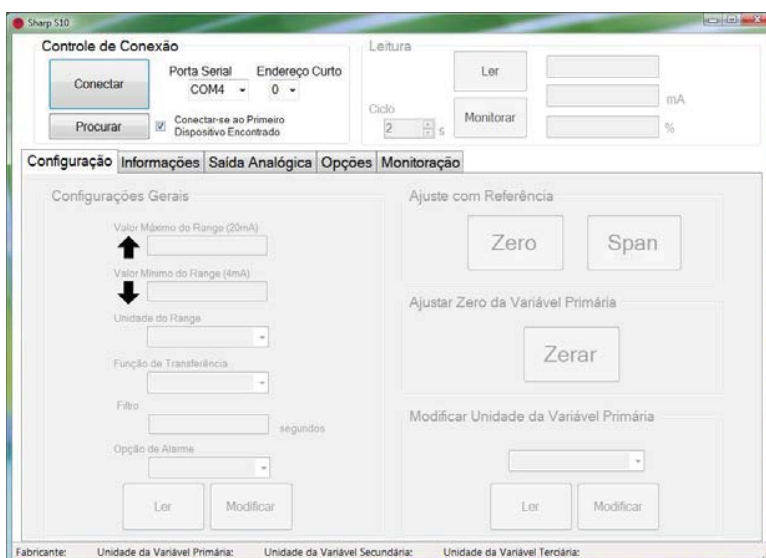 Sharp S10
Controle de Conexão
Conectar
Porta Serial
Endereço Curto
COM4
0
Procurar
Conectar-se ao Primeiro
Dispositivo Encontrado
Leitura
Ler
Ciclo
2 s
Monitorar
mA
%
Configuração Informações Saída Analógica Opções Monitoração
Configurações Gerais
Valor Máximo do Range (20mA)
Valor Mínimo do Range (4mA)
Unidade do Range
Função de Transferência
Filtro
segundos
Opção de Alarme
Ler Modificar
Ajuste com Referência
Zero Span
Ajustar Zero da Variável Primária
Zerar
Modificar Unidade da Variável Primária
Ler Modificar
Fabricante: Unidade da Variável Primária: Unidade da Variável Secundária: Unidade da Variável Terciária: